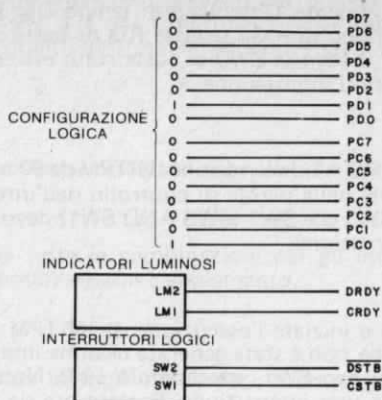 0 PD7
0 PD6
0 PD5
0 PD4
0 PD3
0 PD2
1 PD1
0 PD0
CONFIGURAZIONE
LOGICA
0 PC7
0 PC6
0 PC5
0 PC4
0 PC3
0 PC2
0 PC1
1 PC0
INDICATORI LUMINOSI
LM2 DRDY
LM1 CRDY
INTERRUTTORI LOGICI
SW2 DSTB
SW1 CSTB